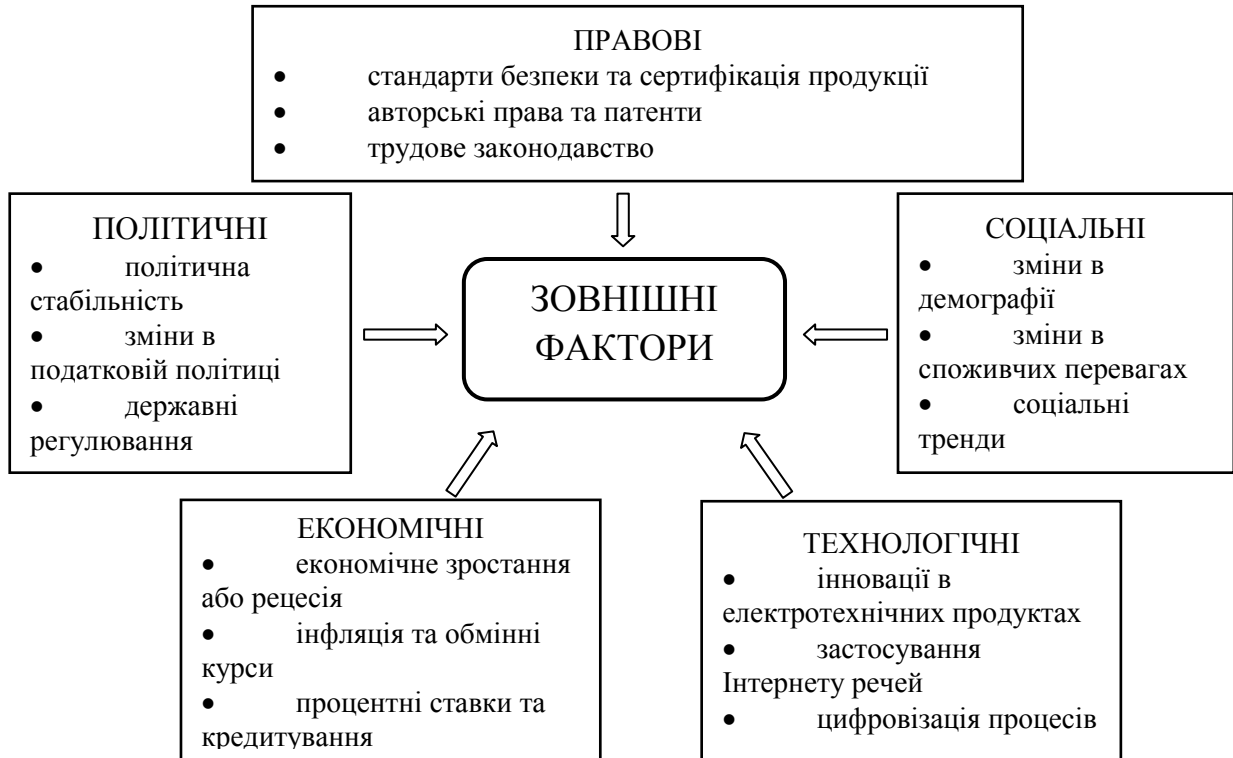 ПРАВОВІ
• стандарти безпеки та сертифікація продукції
• авторські права та патенти
• трудове законодавство
ПОЛІТИЧНІ
• політична
стабільність
• зміни в
податковій політиці
• державні
регулювання
ЗОВНІШНІ
ФАКТОРИ
СОЦІАЛЬНІ
• зміни в
демографії
• зміни в
споживчих перевагах
• соціальні
тренди
ЕКОНОМІЧНІ
• економічне зростання
або рецесія
• інфляція та обмінні
курси
• процентні ставки та
кредитування
ТЕХНОЛОГІЧНІ
• інновації в
електротехнічних продуктах
• застосування
Інтернету речей
• цифровізація процесів